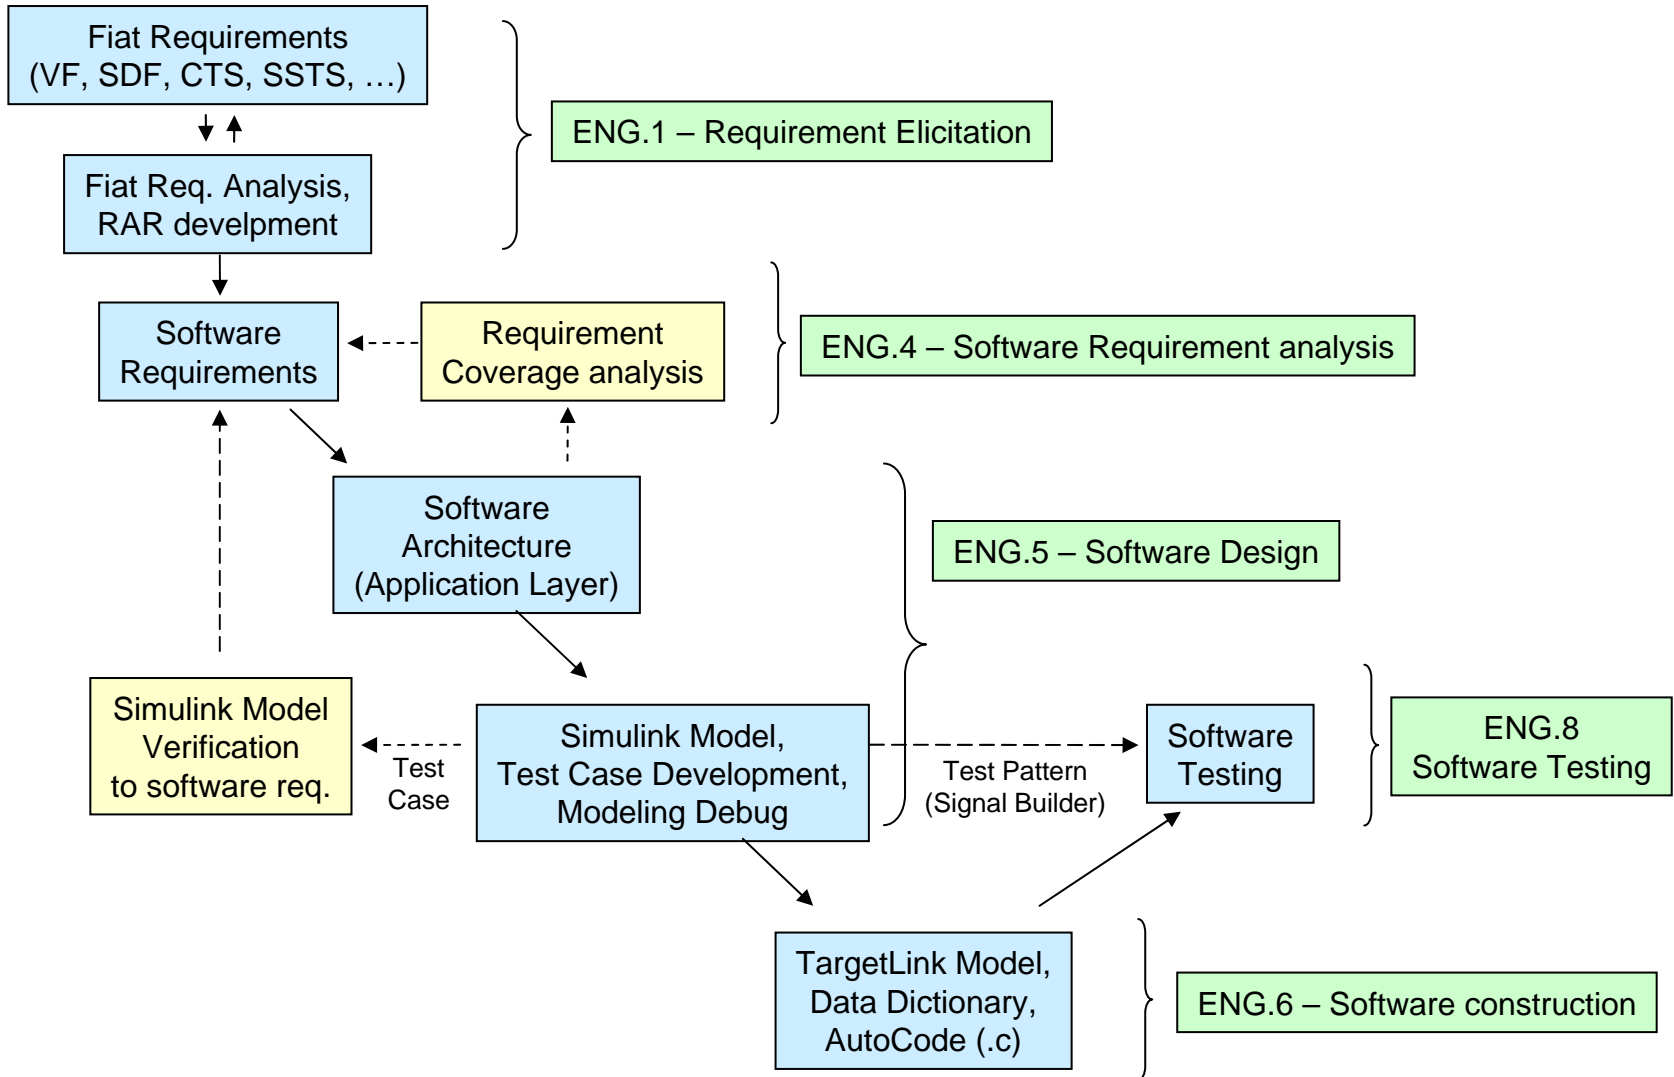 Fiat Requirements
(VF, SDF, CTS, SSTS, …)
ENG.1 – Requirement Elicitation
Fiat Req. Analysis,
RAR develpment
Software
Requirements
Requirement
Coverage analysis
ENG.4 – Software Requirement analysis
Software
Architecture
(Application Layer)
ENG.5 – Software Design
Simulink Model
Verification
to software req.
Test
Case
Simulink Model,
Test Case Development,
Modeling Debug
Test Pattern
(Signal Builder)
Software
Testing
ENG.8
Software Testing
TargetLink Model,
Data Dictionary,
AutoCode (.c)
ENG.6 – Software construction